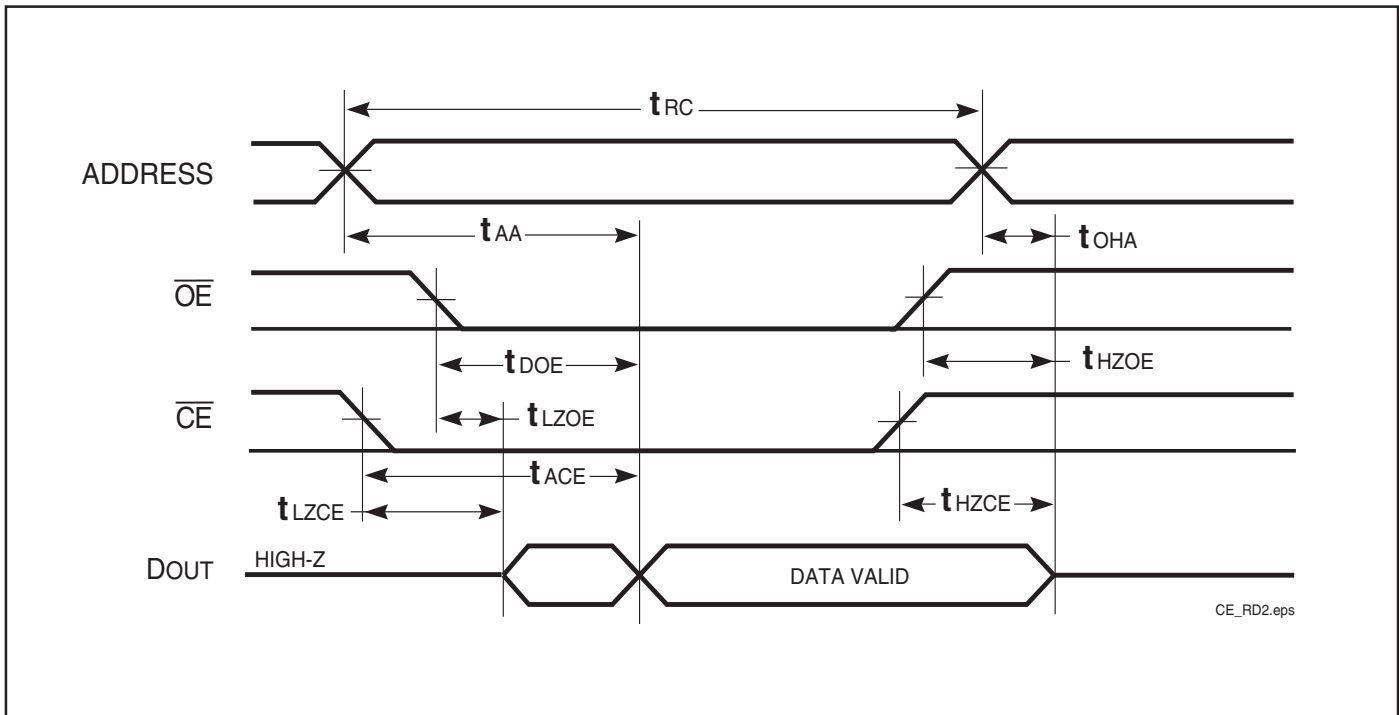 tRC
ADDRESS
tAA
tOHA
OE
tDOE
tHZOE
CE
tLZOE
tACE
tLZCE
tHZCE
DOUT
HIGH-Z
DATA VALID
CE_RD2.eps